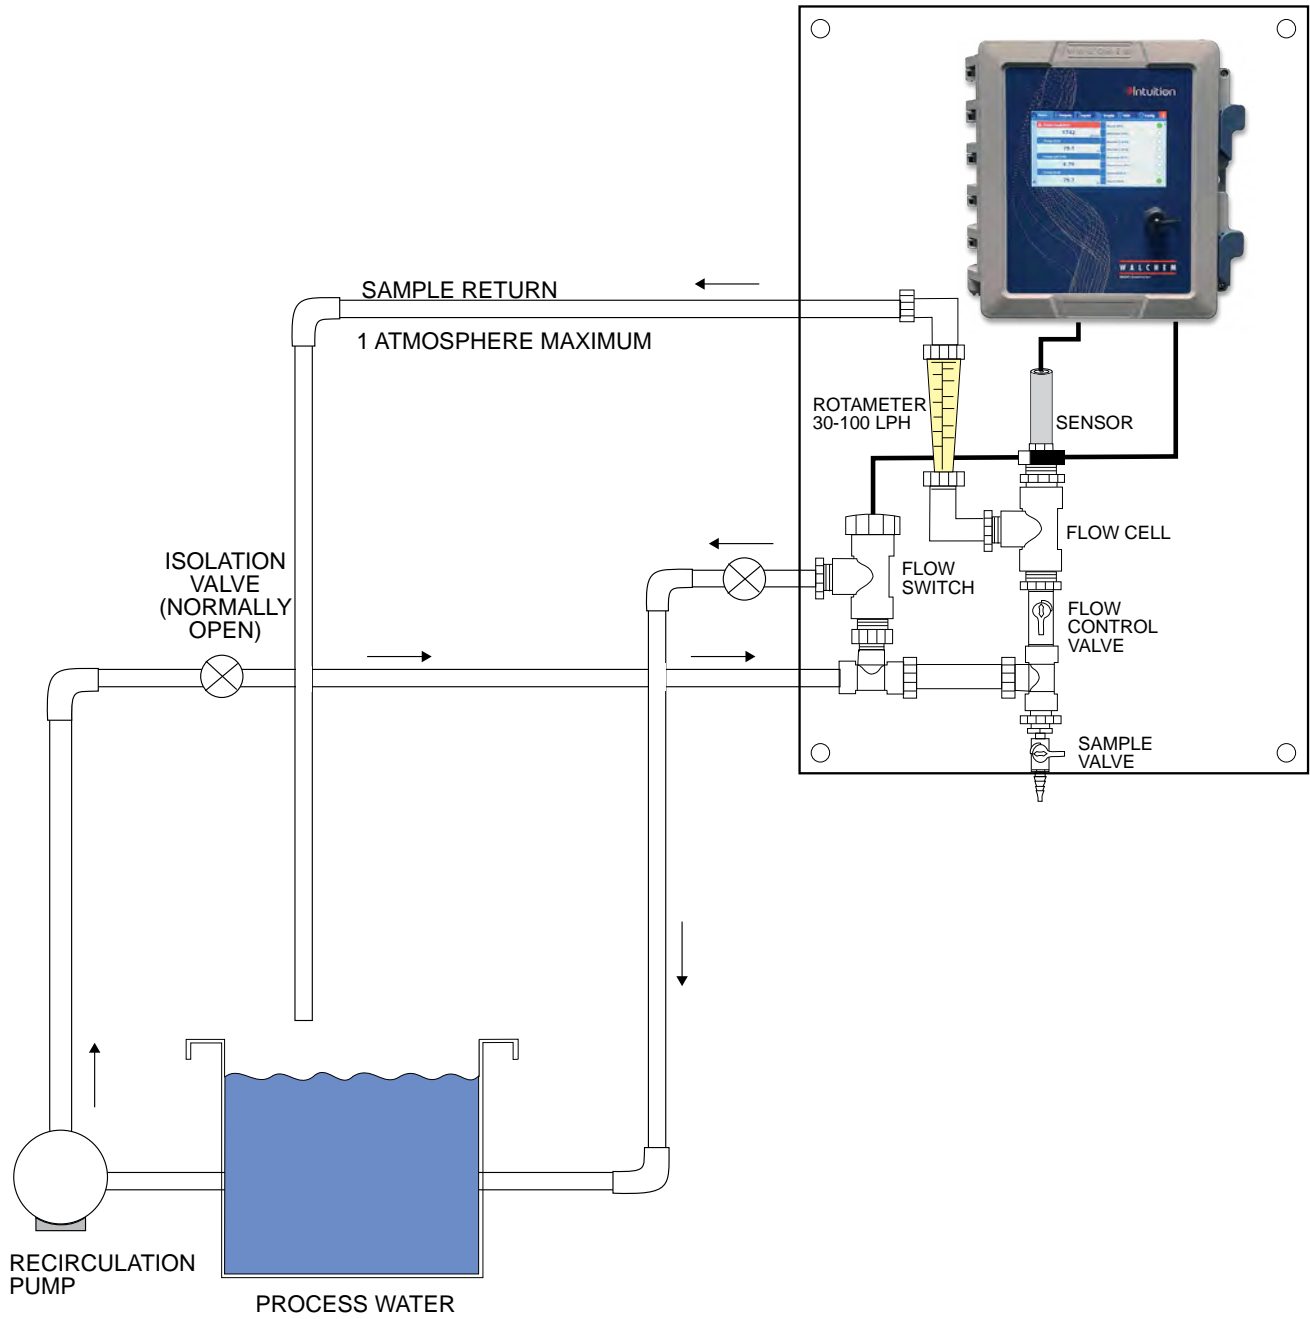 Intuition
WALCHEM
SAMPLE RETURN
1 ATMOSPHERE MAXIMUM
ROTAMETER
30-100 LPH
SENSOR
FLOW CELL
FLOW
SWITCH
ISOLATION
VALVE
(NORMALLY
OPEN)
FLOW
CONTROL
VALVE
SAMPLE
VALVE
RECIRCULATION
PUMP
PROCESS WATER